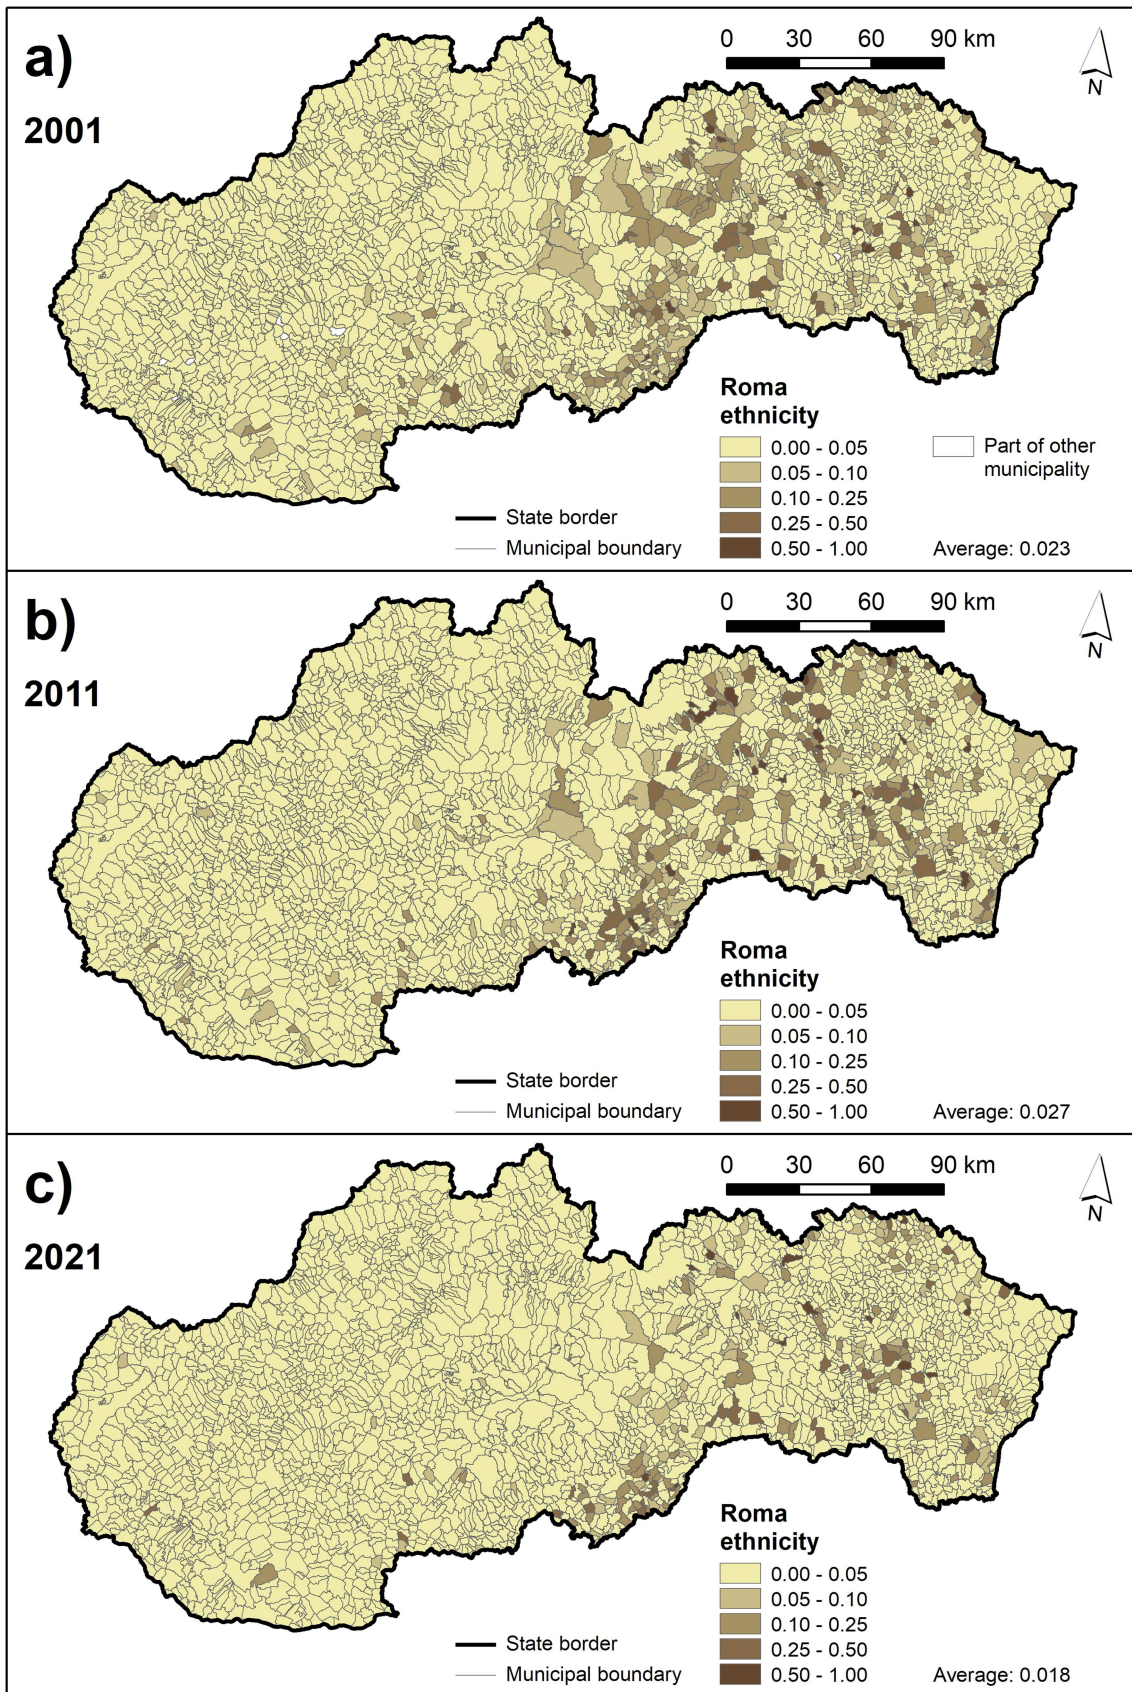 a)
2001
0 30 60 90 km
N
Roma
ethnicity
0.00 - 0.05
0.05 - 0.10
0.10 - 0.25
0.25 - 0.50
0.50 - 1.00
Part of other
municipality
State border
Municipal boundary
Average: 0.023
b)
2011
0 30 60 90 km
N
Roma
ethnicity
0.00 - 0.05
0.05 - 0.10
0.10 - 0.25
0.25 - 0.50
0.50 - 1.00
State border
Municipal boundary
Average: 0.027
c)
2021
0 30 60 90 km
N
Roma
ethnicity
0.00 - 0.05
0.05 - 0.10
0.10 - 0.25
0.25 - 0.50
0.50 - 1.00
State border
Municipal boundary
Average: 0.018